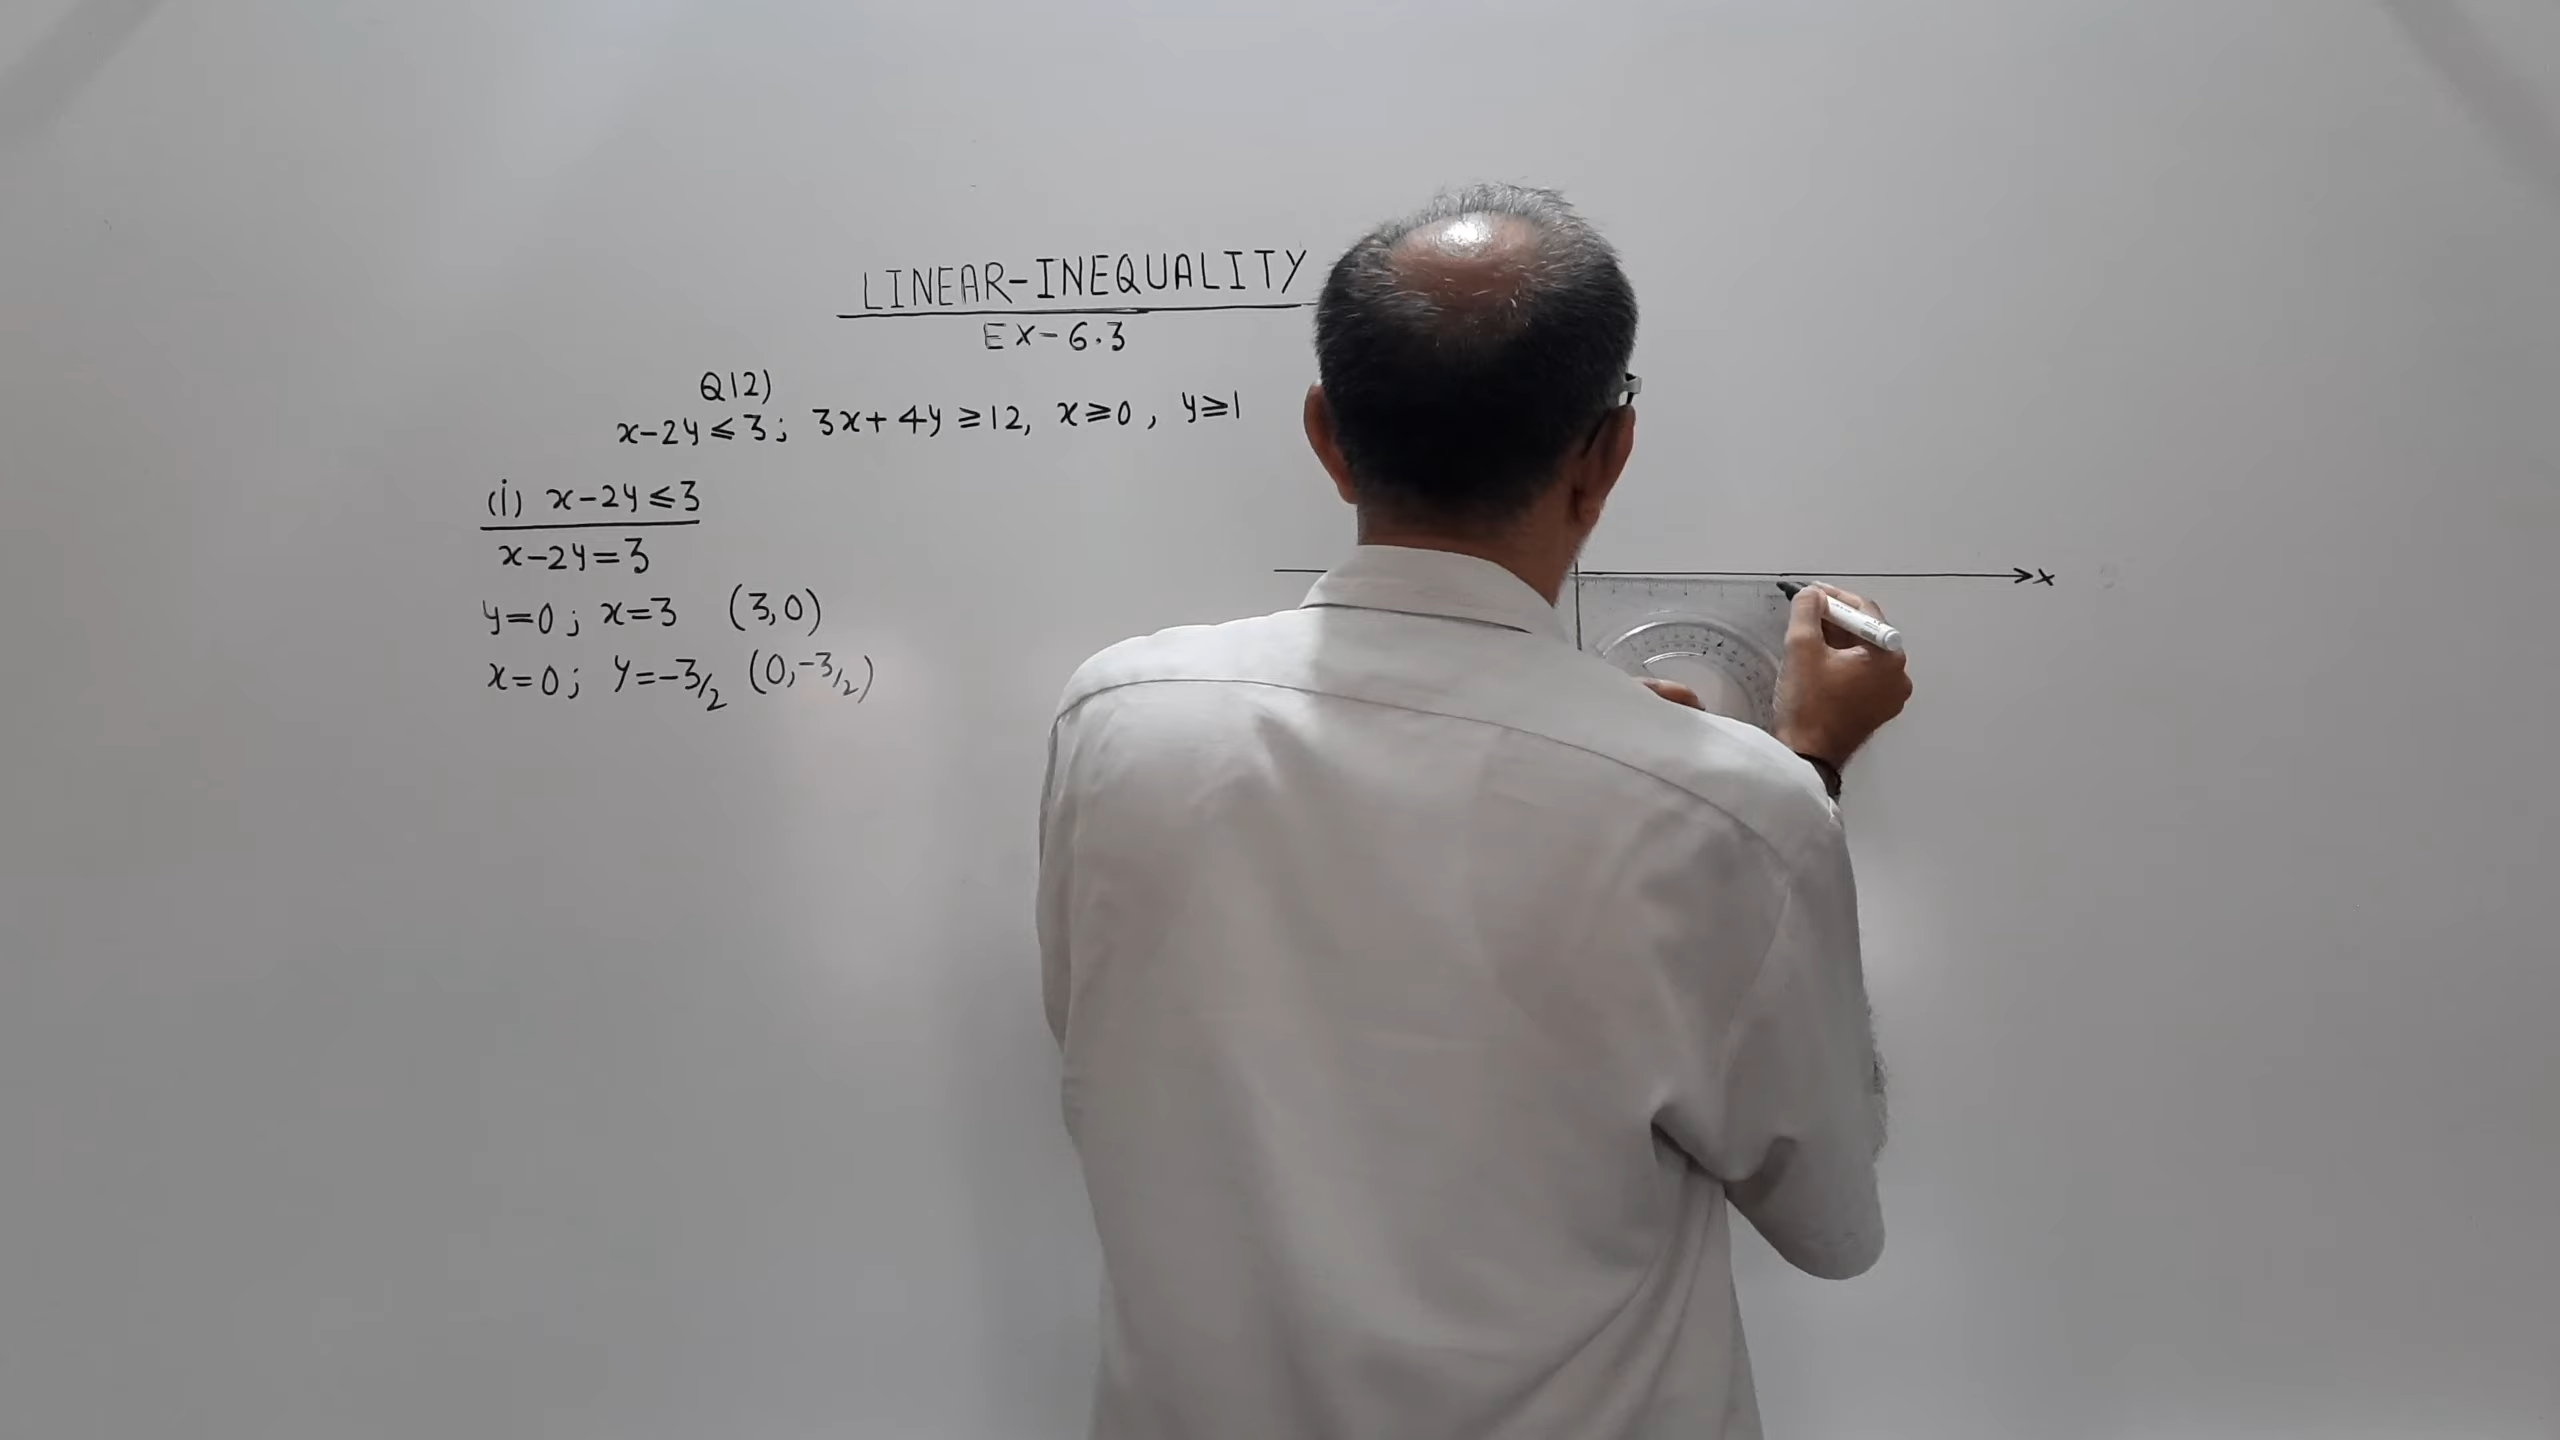 LINEAR-INEQUALITY
EX-6.3
Q12)
x-2y≤3; 3x+4y≥12, x≥0, y≥1
(i) x-2y≤3
x-2y=3
y=0; x=3 (3,0)
x=0; y=-3/2 (0,-3/2)
x